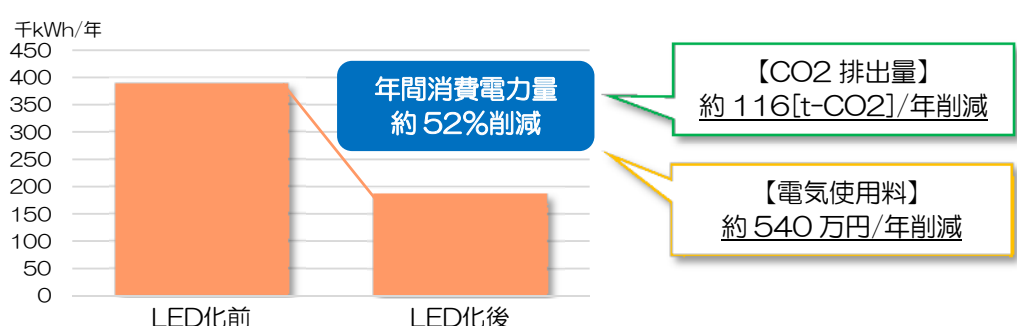 千kWh/年
450
400
350
300
250
200
150
100
50
0
LED化前
LED化後
年間消費電力量
約52%削減
【CO2 排出量】
約 116[t-CO2]/年削減
【電気使用料】
約 540 万円/年削減